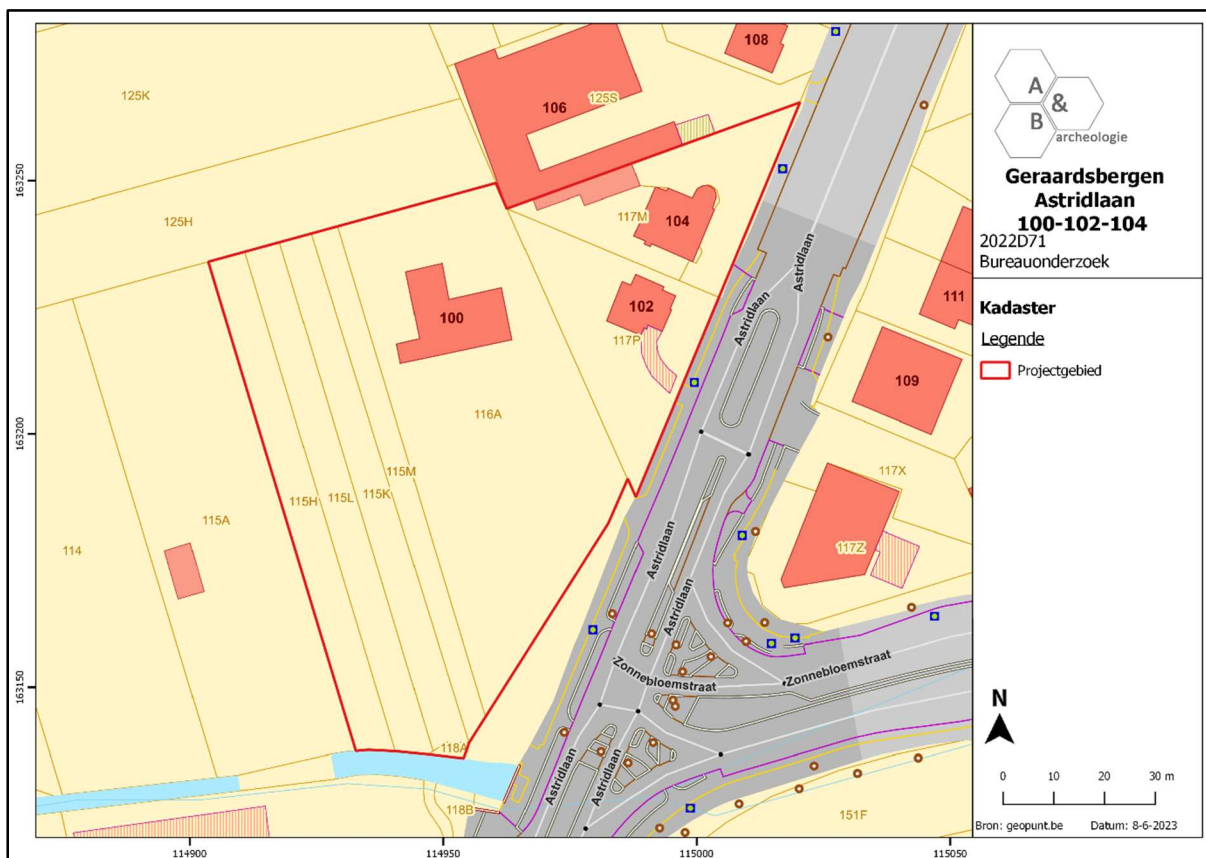 125K
106
125S
108
125H
117M
104
100
102
117P
Astridlaan
Astridlaan
111
109
116A
115M
115K
115L
115H
115A
114
117X
117Z
Astridlaan
Astridlaan
Zonnebloemstraat
Zonnebloemstraat
118A
118B
Astridlaan
Astridlaan
151F
163250
163200
163150
114900
114950
115000
115050
A
&
B
archeologie
Geraardsbergen
Astridlaan
100-102-104
2022D71
Bureauonderzoek
Kadaster
Legende
Projectgebied
N
0 10 20 30 m
Bron: geopunt.be Datum: 8-6-2023